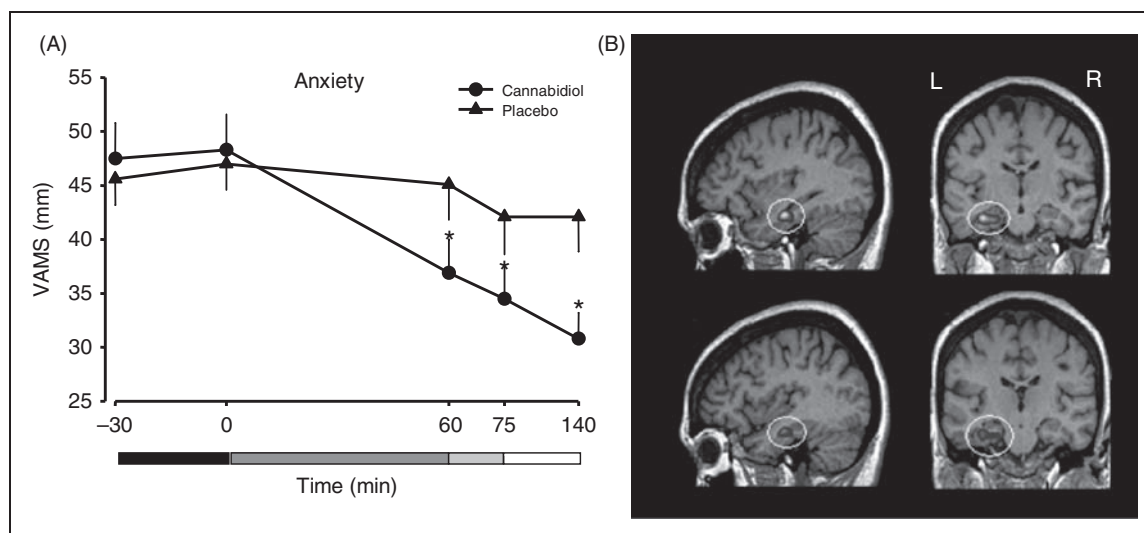 (A)
Anxiety
Cannabidiol
Placebo
VAMS (mm)
55
50
45
40
35
30
25
*
*
*
–30 0 60 75 140
Time (min)
(B)
L R